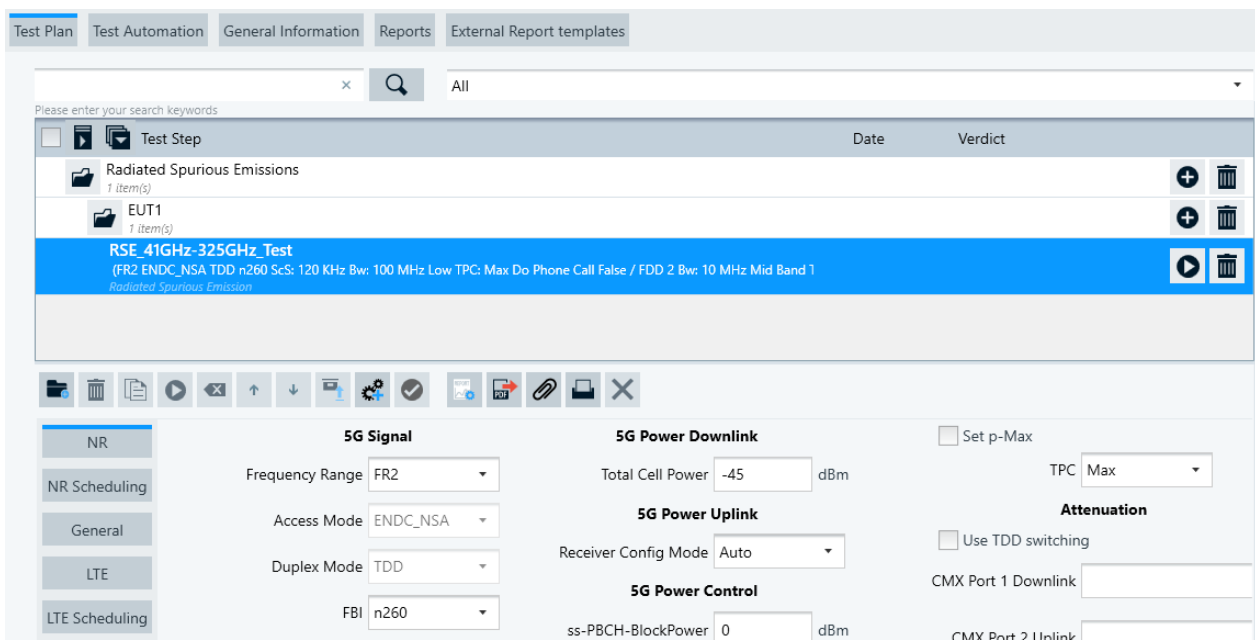 Test Plan Test Automation General Information Reports External Report templates
× All
Please enter your search keywords
Test Step Date Verdict
Radiated Spurious Emissions
1 item(s)
EUT1
1 item(s)
RSE_41GHz-325GHz_Test
(FR2 ENDC_NSA TDD n260 ScS: 120 KHz Bw: 100 MHz Low TPC: Max Do Phone Call False / FDD 2 Bw: 10 MHz Mid Band
Radiated Spurious Emission
PDF
NR 5G Signal 5G Power Downlink Set p-Max
Frequency Range FR2 Total Cell Power -45 dBm TPC Max
NR Scheduling
Access Mode ENDC_NSA 5G Power Uplink Attenuation
General Use TDD switching
Duplex Mode TDD Receiver Config Mode Auto
LTE CMX Port 1 Downlink
5G Power Control
LTE Scheduling FBI n260
ss-PBCH-BlockPower 0 dBm CMX Port 2 Uplink